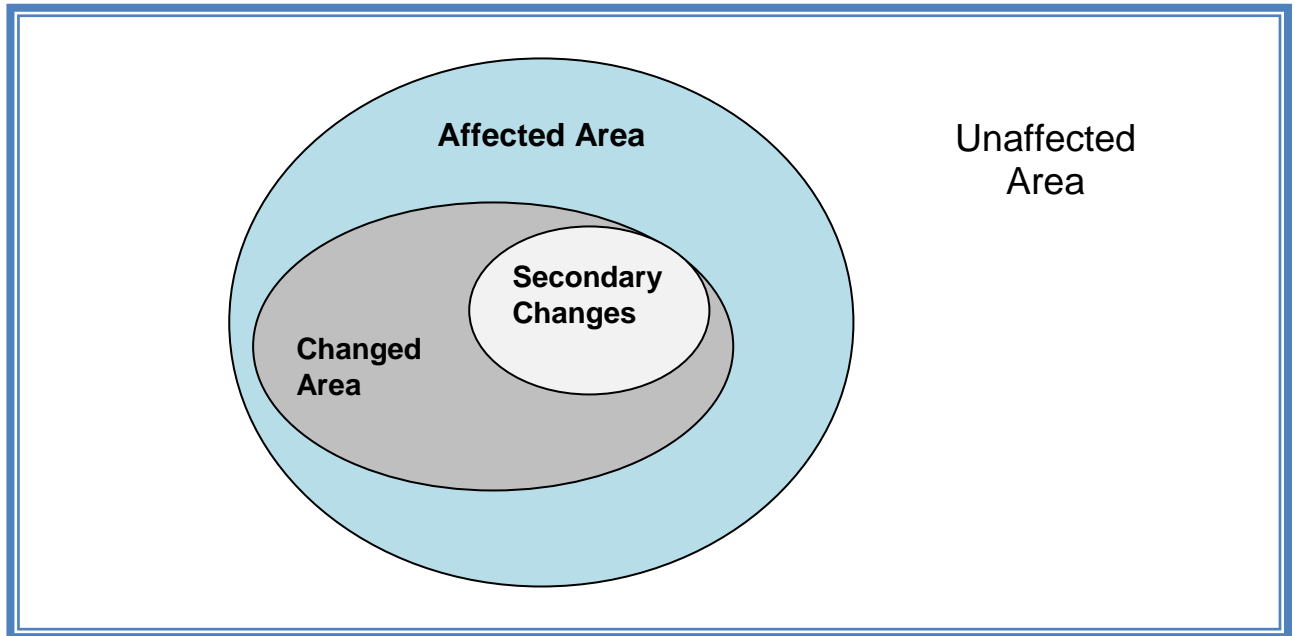 Affected Area
Unaffected
Area
Secondary
Changes
Changed
Area